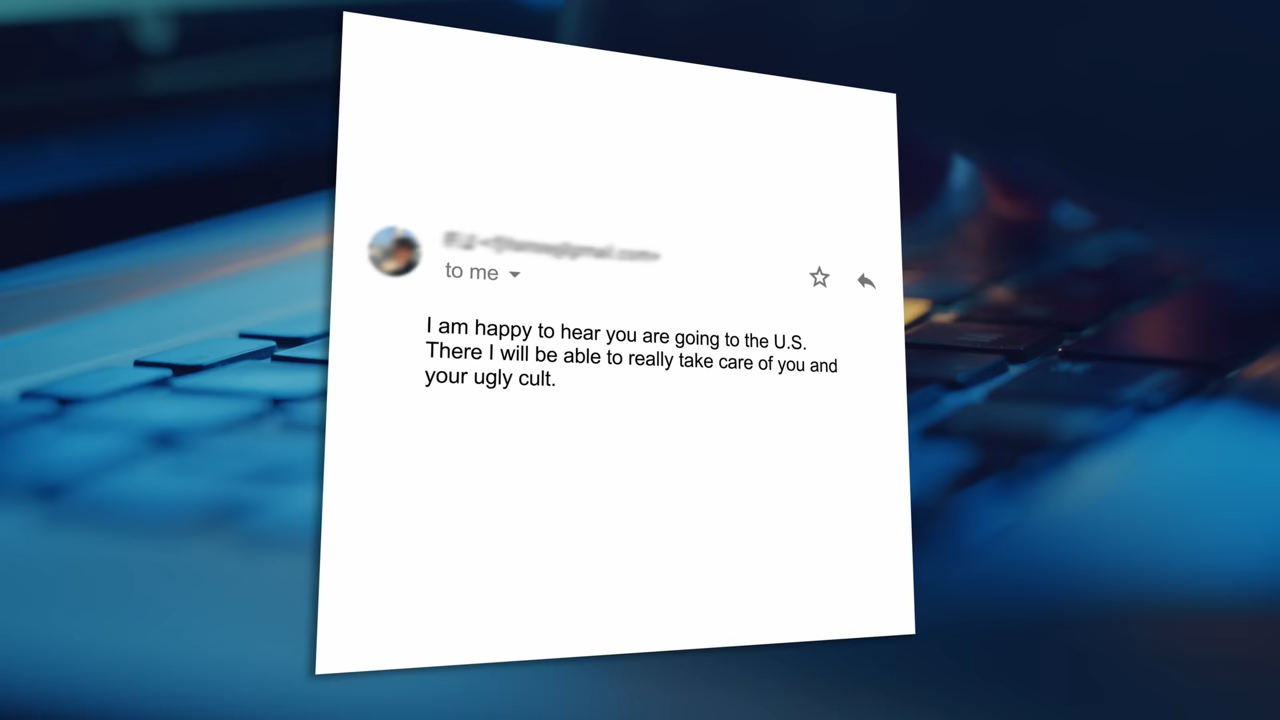 to me
I am happy to hear you are going to the U.S.
There I will be able to really take care of you and
your ugly cult.